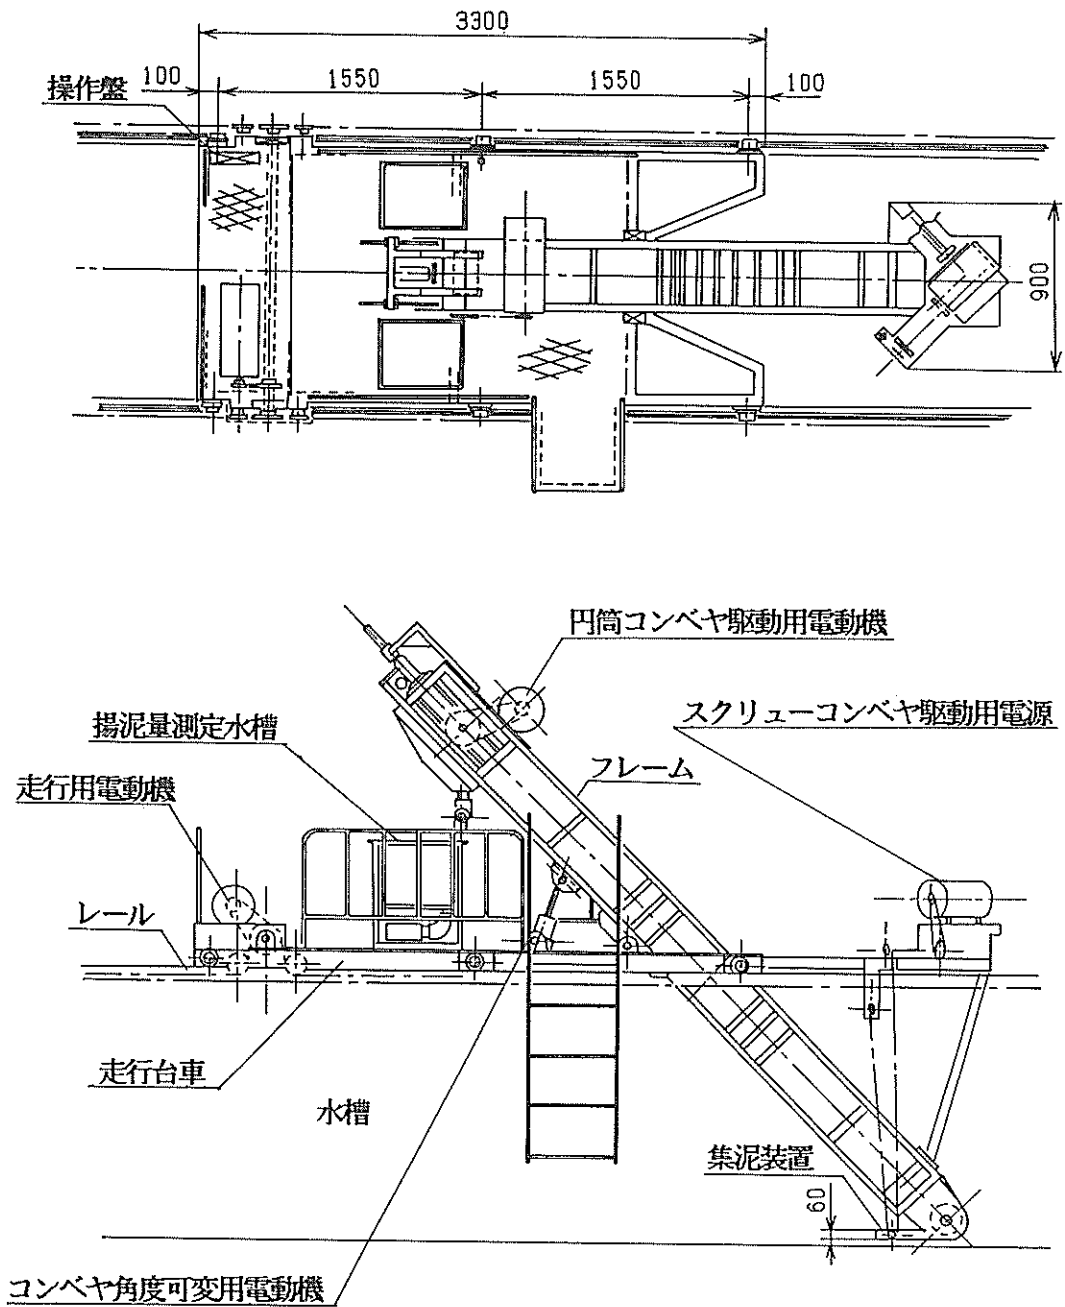 3300
操作盤
100
1550
1550
100
900
円筒コンベヤ駆動用電動機
揚泥量測定水槽
スクリューコンベヤ駆動用電源
走行用電動機
フレーム
レール
走行台車
水槽
集泥装置
60
コンベヤ角度可変用電動機